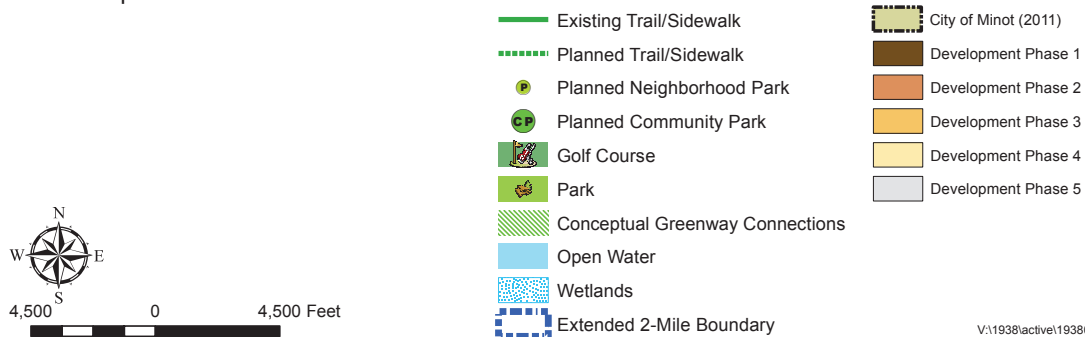 Existing Trail/Sidewalk
Planned Trail/Sidewalk
P Planned Neighborhood Park
CP Planned Community Park
Golf Course
Park
Conceptual Greenway Connections
Open Water
Wetlands
Extended 2-Mile Boundary
City of Minot (2011)
Development Phase 1
Development Phase 2
Development Phase 3
Development Phase 4
Development Phase 5
N
W E
S
4,500 0 4,500 Feet
V:\1938\active\1938